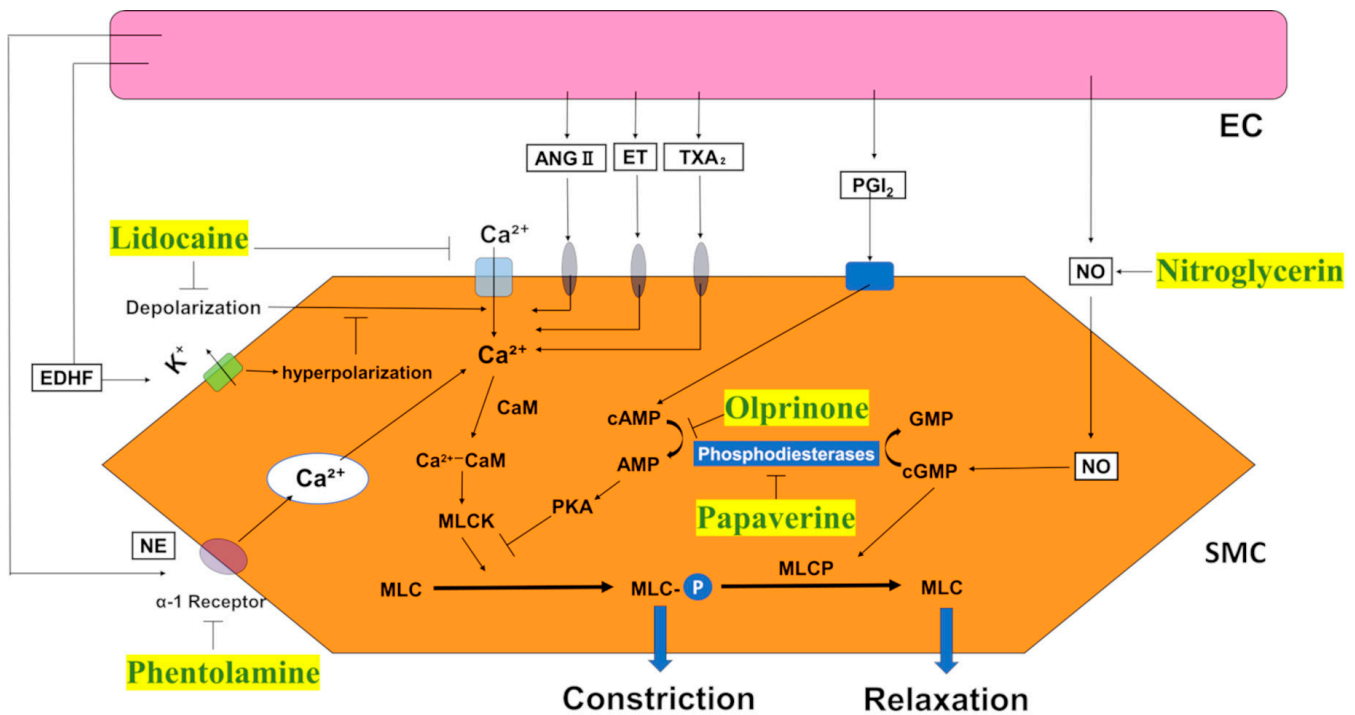 EC
ANG Ⅱ
ET
TXA₂
PGI₂
Lidocaine
Ca²⁺
NO
Nitroglycerin
Depolarization
K⁺
Ca²⁺
EDHF
hyperpolarization
CaM
cAMP
Olprinone
GMP
Phosphodiesterases
Ca²⁺
Ca²⁺–CaM
AMP
cGMP
NO
PKA
Papaverine
MLCK
NE
SMC
MLCP
MLC
MLC-
P
MLC
α-1 Receptor
Phentolamine
Constriction
Relaxation